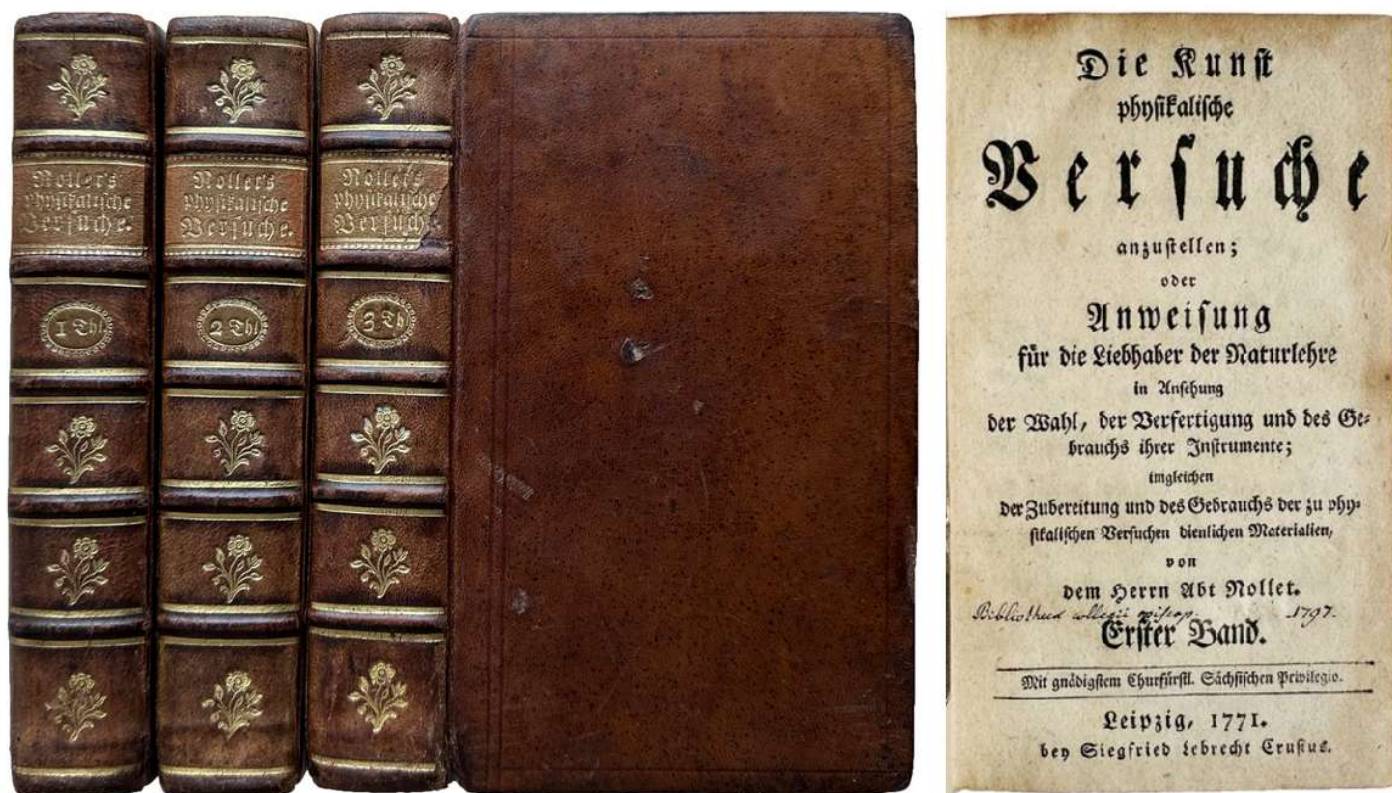 Nollet's
physikalische
Versuche.
1 Thl
Nollet's
physikalische
Versuche.
2 Thl
Nollet's
physikalische
Versuche
3 Th
Die Kunst
physikalische
Versuche
anzustellen;
oder
Anweisung
für die Liebhaber der Naturlehre
in Ansehung
der Wahl, der Verfertigung und des Ge-
brauchs ihrer Instrumente;
imgleichen
der Zubereitung und des Gebrauchs der zu phy-
sikalischen Versuchen dienlichen Materialien,
von
dem Herrn Abt Nollet.
collegii 1797.
Erster Band.
Mit gnädigstem Churfürstl. Sächsischen Privilegio.
Leipzig, 1771.
bey Siegfried Lebrecht Crusius.